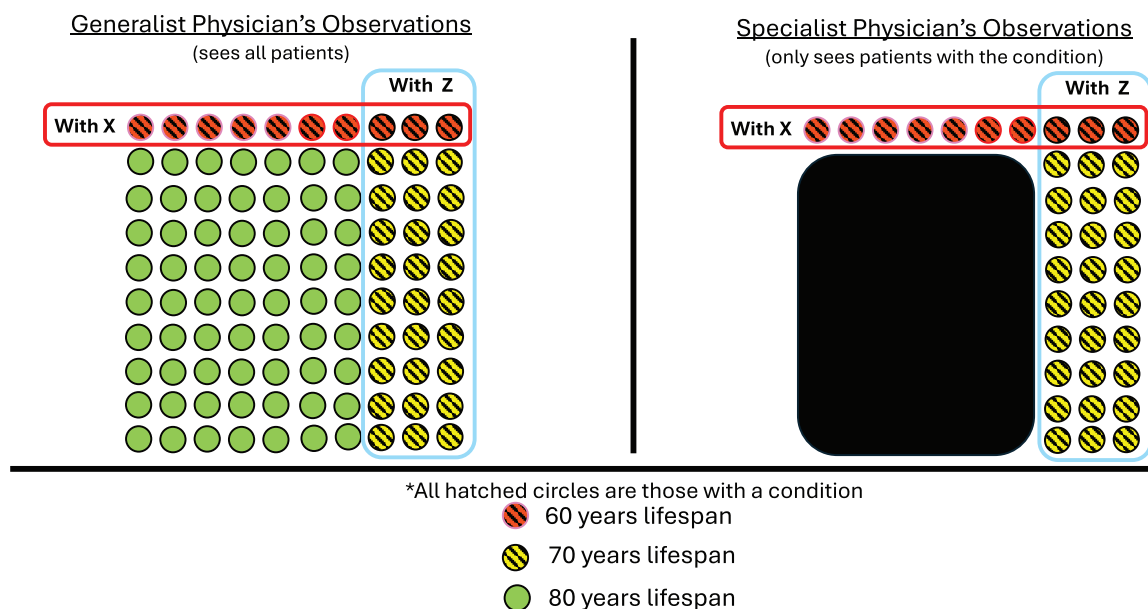 Generalist Physician's Observations
(sees all patients)
With Z
With X
Specialist Physician's Observations
(only sees patients with the condition)
With Z
With X
*All hatched circles are those with a condition
60 years lifespan
70 years lifespan
80 years lifespan